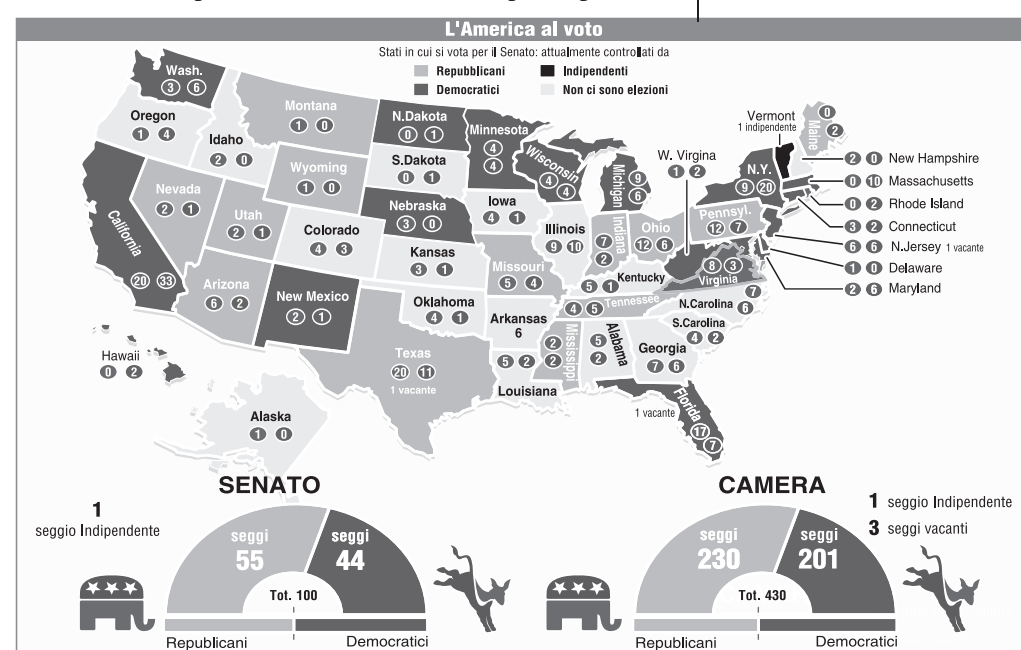 L'America al voto
Stati in cui si vota per il Senato: attualmente controllati da
Repubblicani
Indipendenti
Democratici
Non ci sono elezioni
Wash.
3 6
Oregon
1 4
Idaho
2 0
Montana
1 0
Wyoming
1 0
N.Dakota
0 1
S.Dakota
0 1
Minnesota
4
4
Wisconsin
4 4
Michigan
9
6
W. Virgina
1 2
Vermont
1 indipendente
Maine
0
2
N.Y.
9 20
2 0 New Hampshire
0 10 Massachusetts
0 2 Rhode Island
3 2 Connecticut
6 6 N.Jersey 1 vacante
1 0 Delaware
2 6 Maryland
California
20 33
Nevada
2 1
Utah
2 1
Colorado
4 3
Nebraska
3 0
Iowa
4 1
Illinois
9 10
Indiana
7
2
Ohio
12 6
Pennsyl.
12 7
Arizona
6 2
New Mexico
2 1
Kansas
3 1
Oklahoma
4 1
Missouri
5 4
Kentucky
5 1
8 3
Virginia
4 5 Tennessee
N.Carolina
7
6
S.Carolina
4 2
Arkansas
6
Texas
20 11
1 vacante
5 2
Louisiana
Mississippi
2
2
Alabama
5
2
Georgia
7 6
1 vacante
Florida
17
7
Hawaii
0 2
Alaska
1 0
SENATO
1
seggio Indipendente
seggi
55
seggi
44
Tot. 100
Republicani
Democratici
CAMERA
1 seggio Indipendente
3 seggi vacanti
seggi
230
seggi
201
Tot. 430
Republicani
Democratici